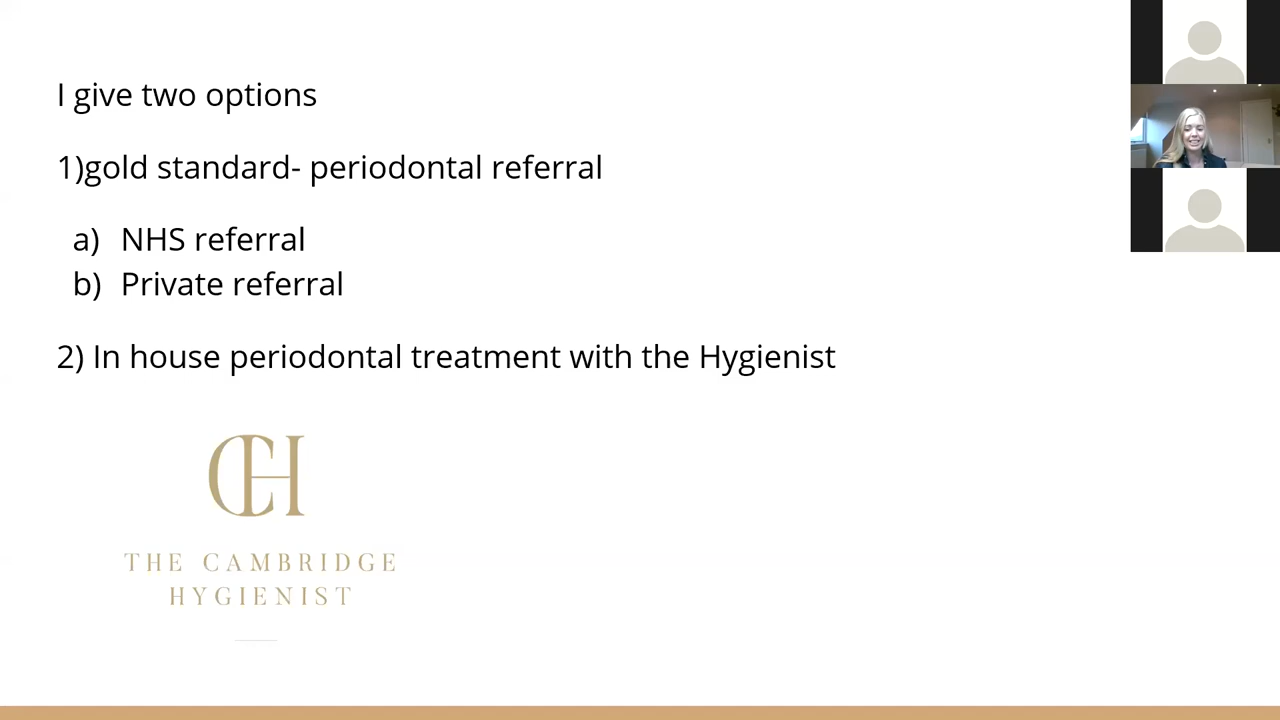 I give two options
1)gold standard- periodontal referral
a) NHS referral
b) Private referral
2) In house periodontal treatment with the Hygienist
CH
THE CAMBRIDGE
HYGIENIST